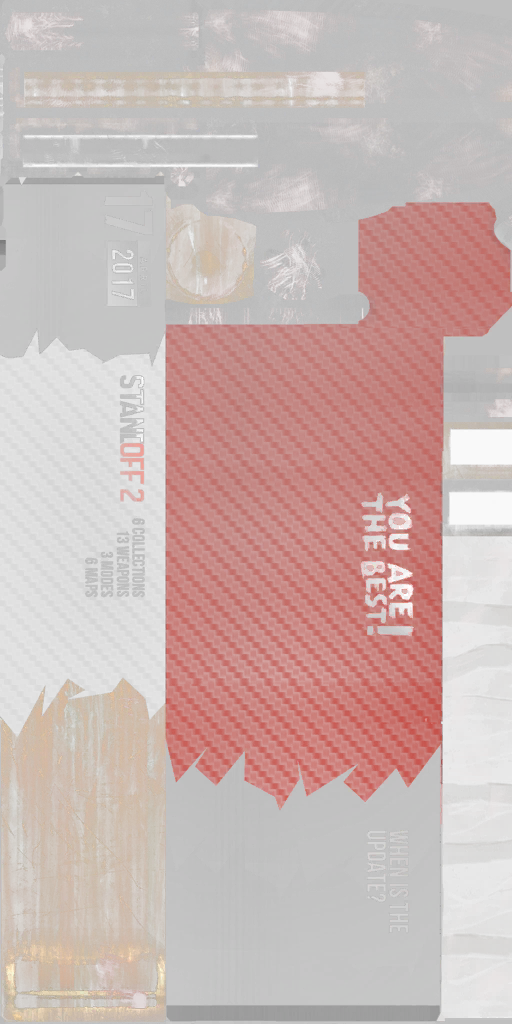 17
2017
STANDOFF 2
6 COLLECTIONS
13 WEAPONS
3 MODES
6 MAPS
YOU ARE
THE BEST!
WHEN IS THE
UPDATE?